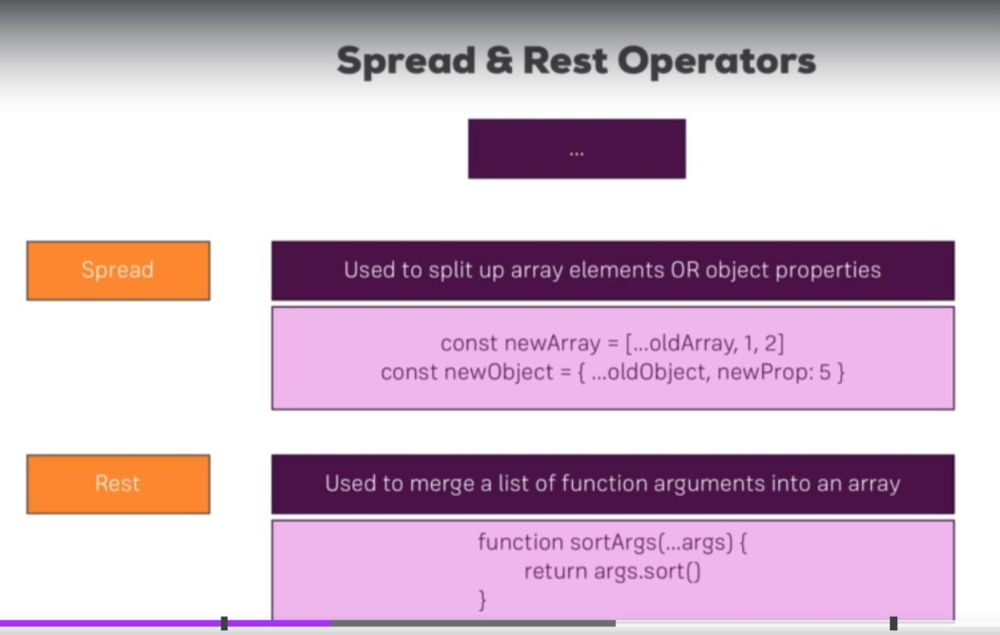 Spread & Rest Operators
...
Spread
Used to split up array elements OR object properties
const newArray = [...oldArray, 1, 2]
const newObject = { ...oldObject, newProp: 5 }
Rest
Used to merge a list of function arguments into an array
function sortArgs(...args) {
return args.sort()
}